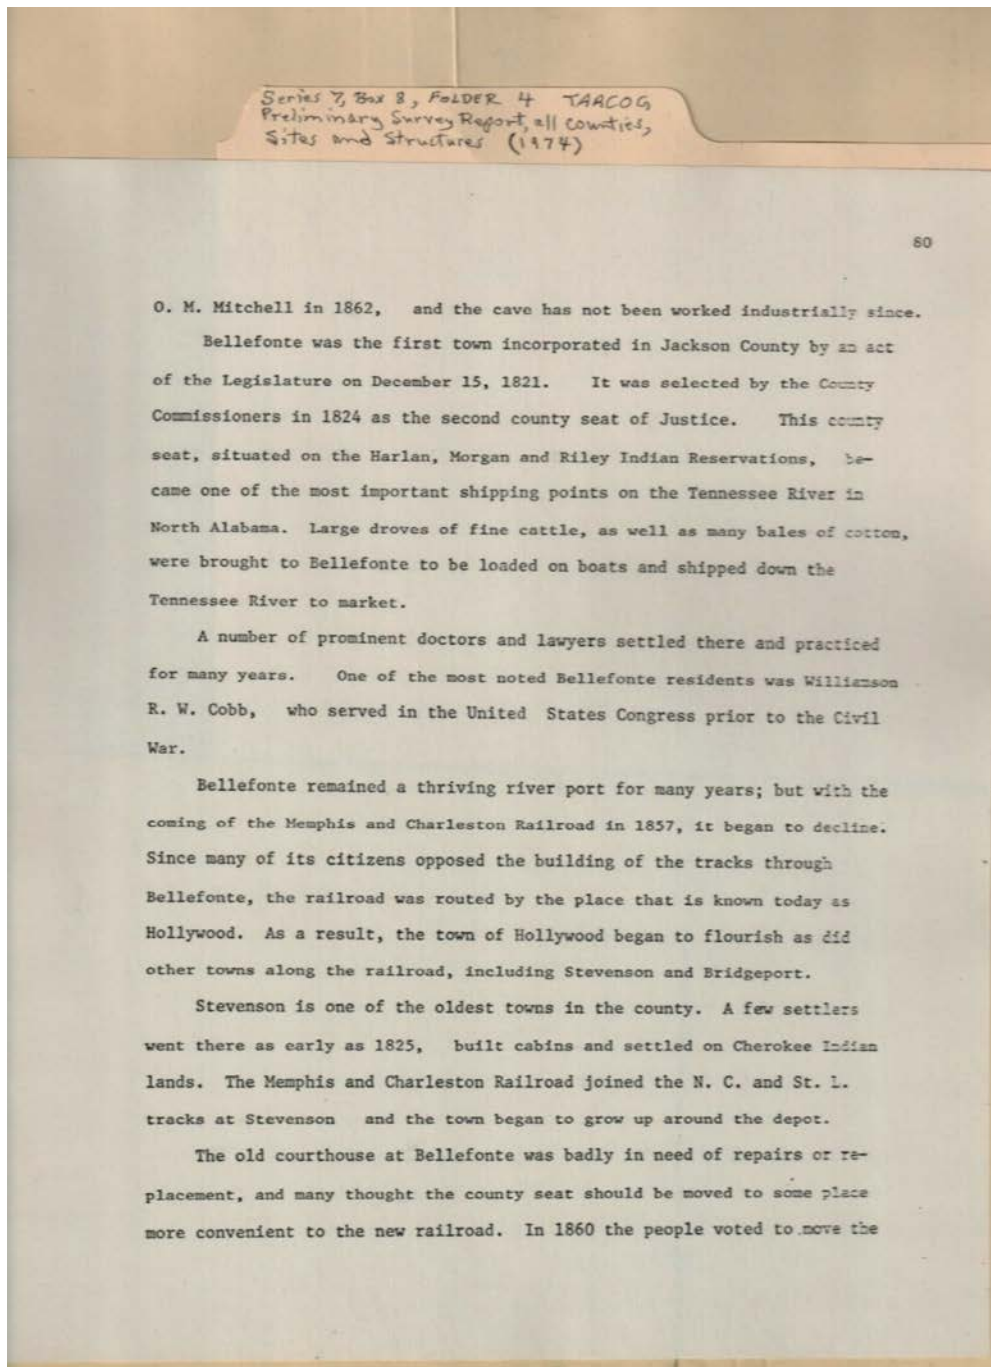 Series 7, Box 8, FOLDER 4 TARCOG
Preliminary Survey Report, all counties,
Sites and Structures (1974)
80
O. M. Mitchell in 1862, and the cave has not been worked industrially since.
Bellefonte was the first town incorporated in Jackson County by an act
of the Legislature on December 15, 1821. It was selected by the County
Commissioners in 1824 as the second county seat of Justice. This county
seat, situated on the Harlan, Morgan and Riley Indian Reservations, be-
came one of the most important shipping points on the Tennessee River in
North Alabama. Large droves of fine cattle, as well as many bales of cotton,
were brought to Bellefonte to be loaded on boats and shipped down the
Tennessee River to market.
A number of prominent doctors and lawyers settled there and practiced
for many years. One of the most noted Bellefonte residents was Williamson
R. W. Cobb, who served in the United States Congress prior to the Civil
War.
Bellefonte remained a thriving river port for many years; but with the
coming of the Memphis and Charleston Railroad in 1857, it began to decline.
Since many of its citizens opposed the building of the tracks through
Bellefonte, the railroad was routed by the place that is known today as
Hollywood. As a result, the town of Hollywood began to flourish as did
other towns along the railroad, including Stevenson and Bridgeport.
Stevenson is one of the oldest towns in the county. A few settlers
went there as early as 1825, built cabins and settled on Cherokee Indian
lands. The Memphis and Charleston Railroad joined the N. C. and St. L.
tracks at Stevenson and the town began to grow up around the depot.
The old courthouse at Bellefonte was badly in need of repairs or re-
placement, and many thought the county seat should be moved to some place
more convenient to the new railroad. In 1860 the people voted to move the